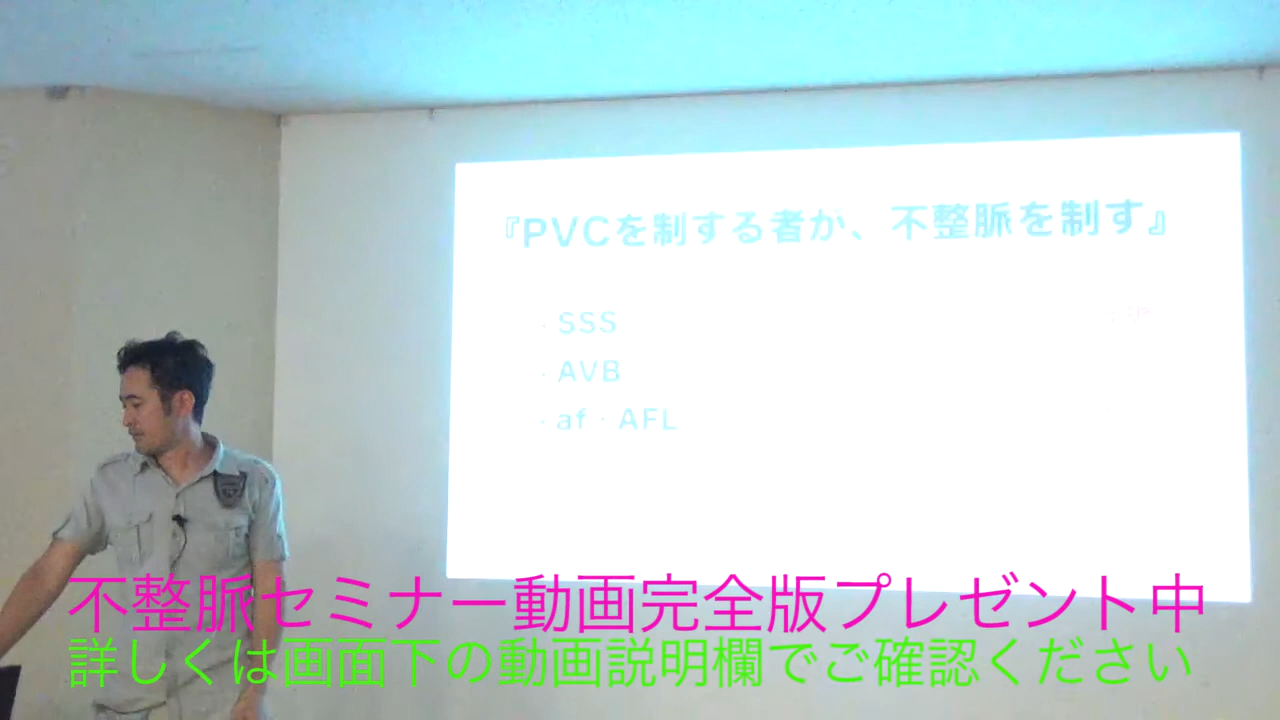 『PVCを制する者が、不整脈を制す』
・SSS
・AVB
・af・AFL
不整脈セミナー動画完全版プレゼント中
詳しくは画面下の動画説明欄でご確認ください